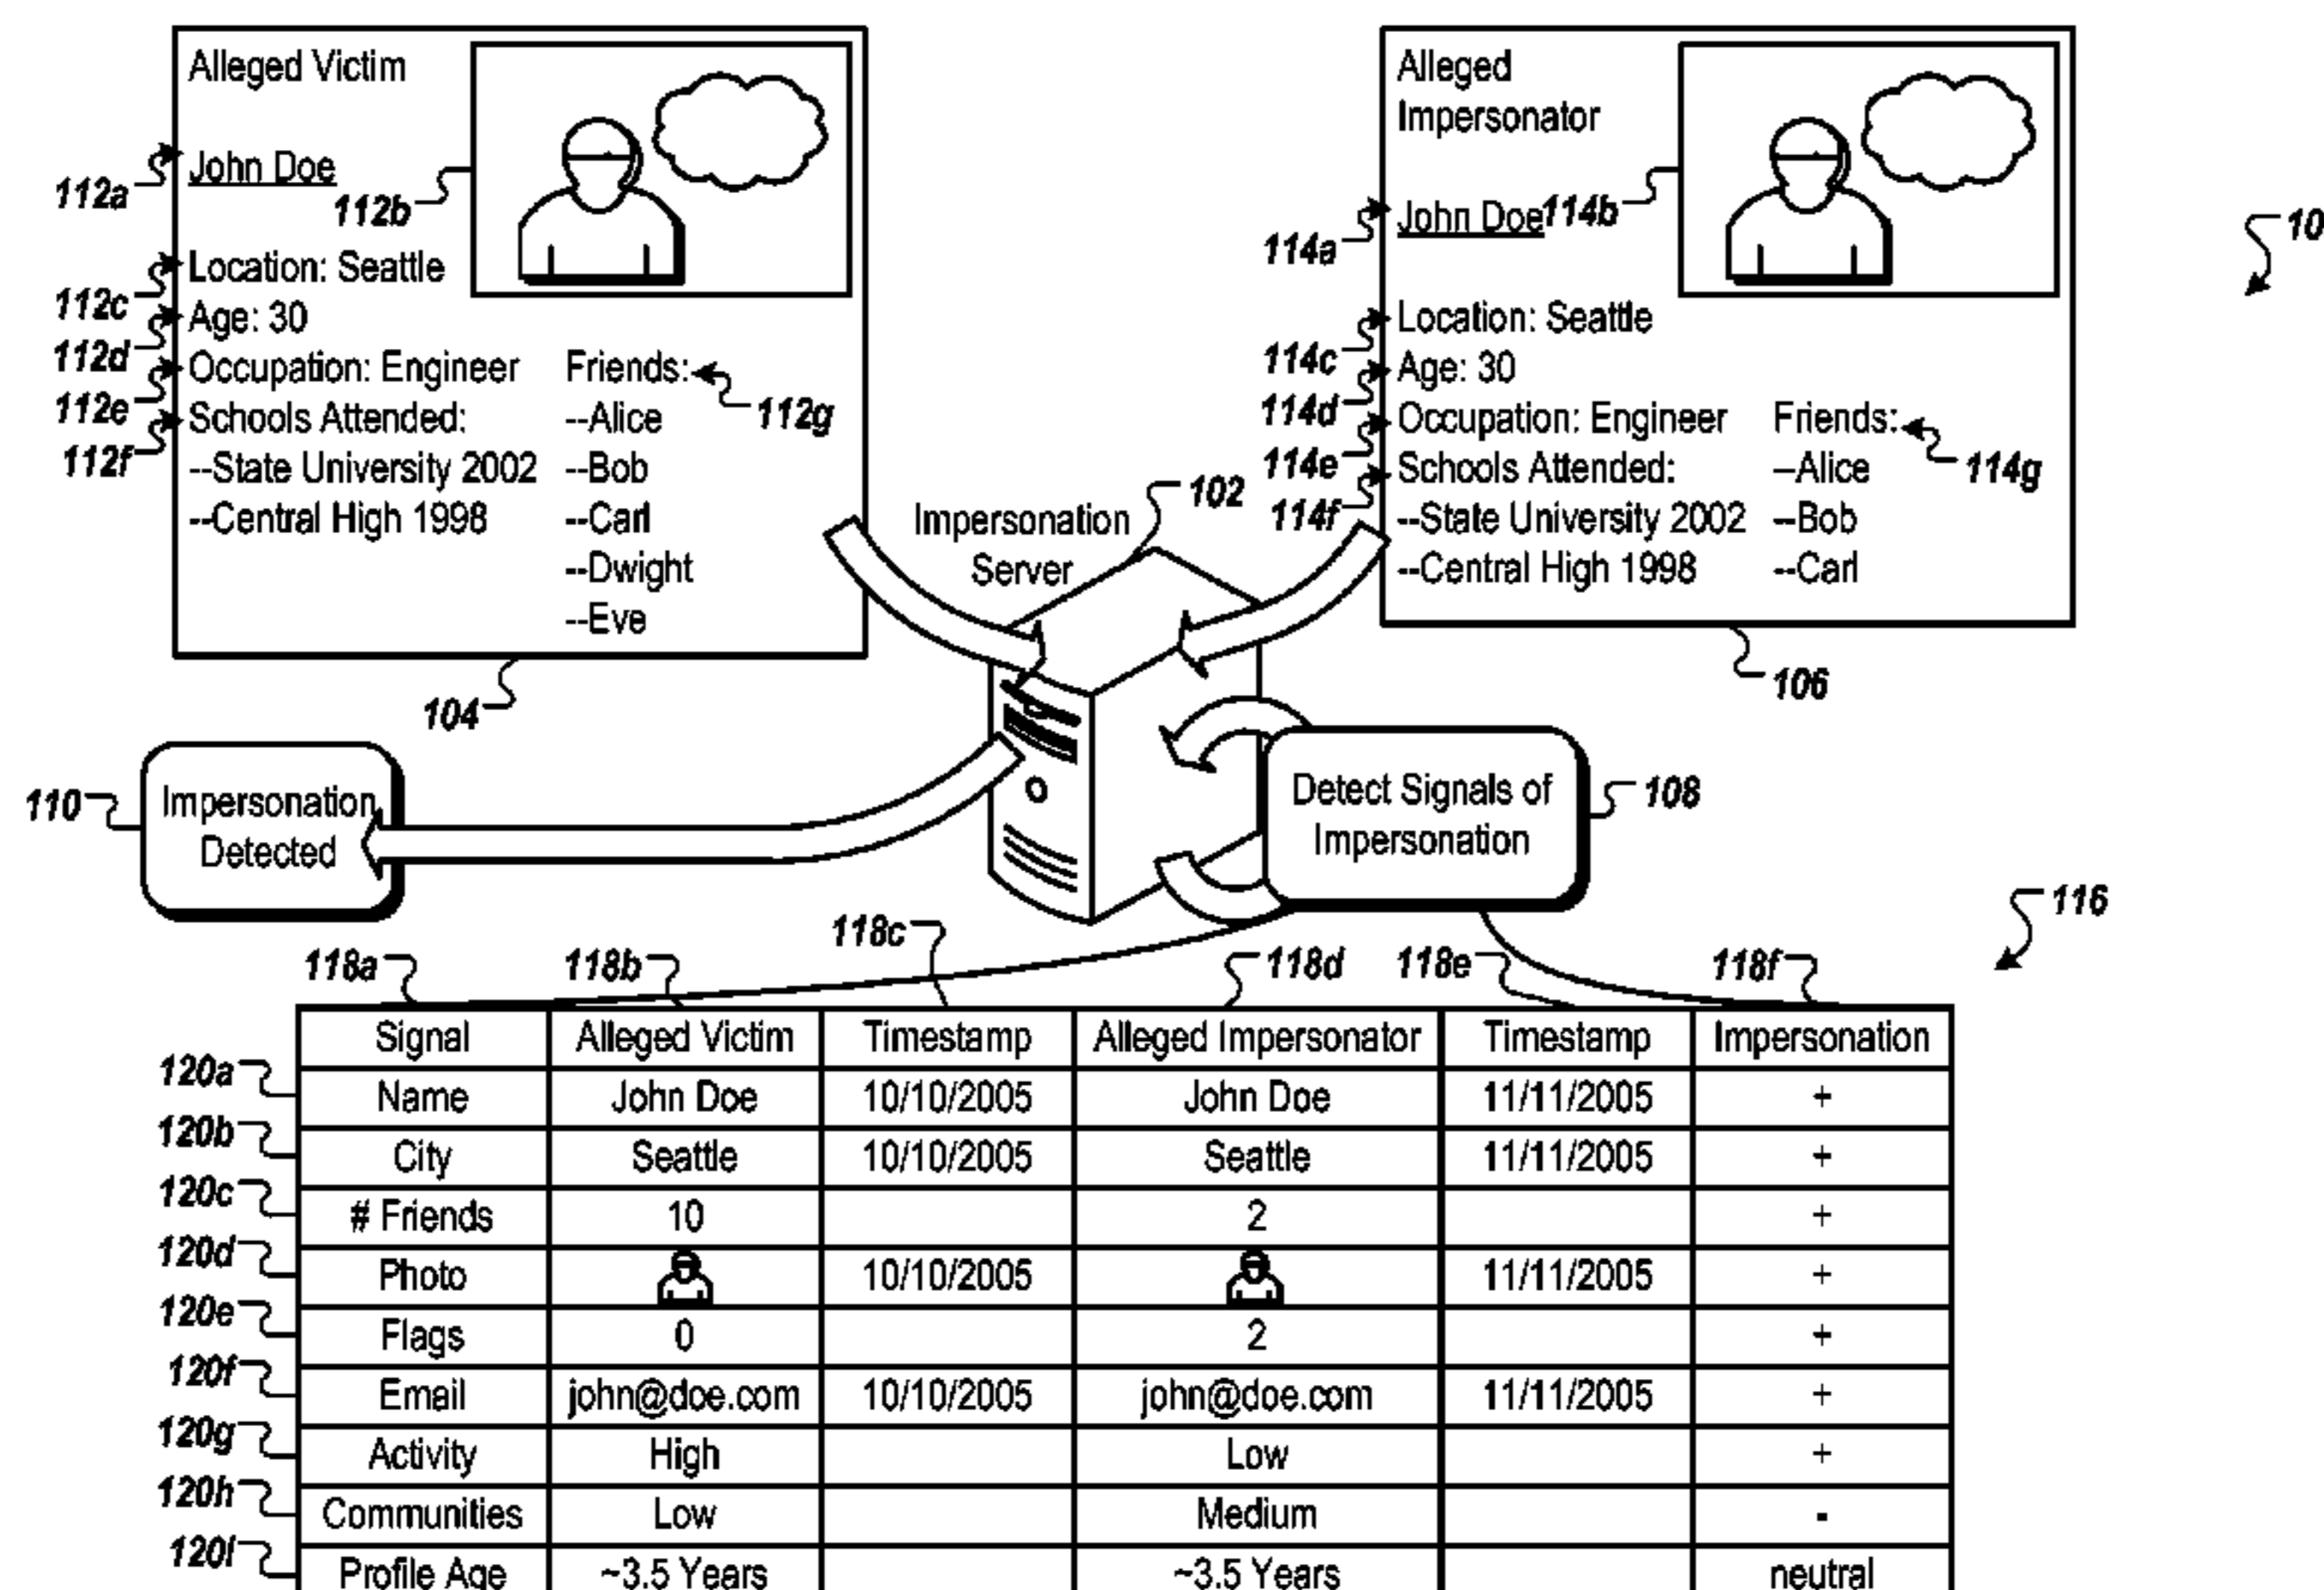 Alleged Victim
112a
John Doe
112b
112c
Location: Seattle
112d
Age: 30
112e
Occupation: Engineer
112f
Schools Attended:
--State University 2002
--Central High 1998
Friends:
112g
--Alice
--Bob
--Carl
--Dwight
--Eve
104
Alleged
Impersonator
114a
John Doe
114b
114c
Location: Seattle
114d
Age: 30
114e
Occupation: Engineer
114f
Schools Attended:
--State University 2002
--Central High 1998
Friends:
114g
--Alice
--Bob
--Carl
106
10
Impersonation
Server
102
110
Impersonation
Detected
Detect Signals of
Impersonation
108
116
118a 118b 118c 118d 118e 118f
Signal Alleged Victim Timestamp Alleged Impersonator Timestamp Impersonation
120a Name John Doe 10/10/2005 John Doe 11/11/2005 +
120b City Seattle 10/10/2005 Seattle 11/11/2005 +
120c # Friends 10 2 +
120d Photo 10/10/2005 11/11/2005 +
120e Flags 0 2 +
120f Email john@doe.com 10/10/2005 john@doe.com 11/11/2005 +
120g Activity High Low +
120h Communities Low Medium -
120i Profile Age ~3.5 Years ~3.5 Years neutral